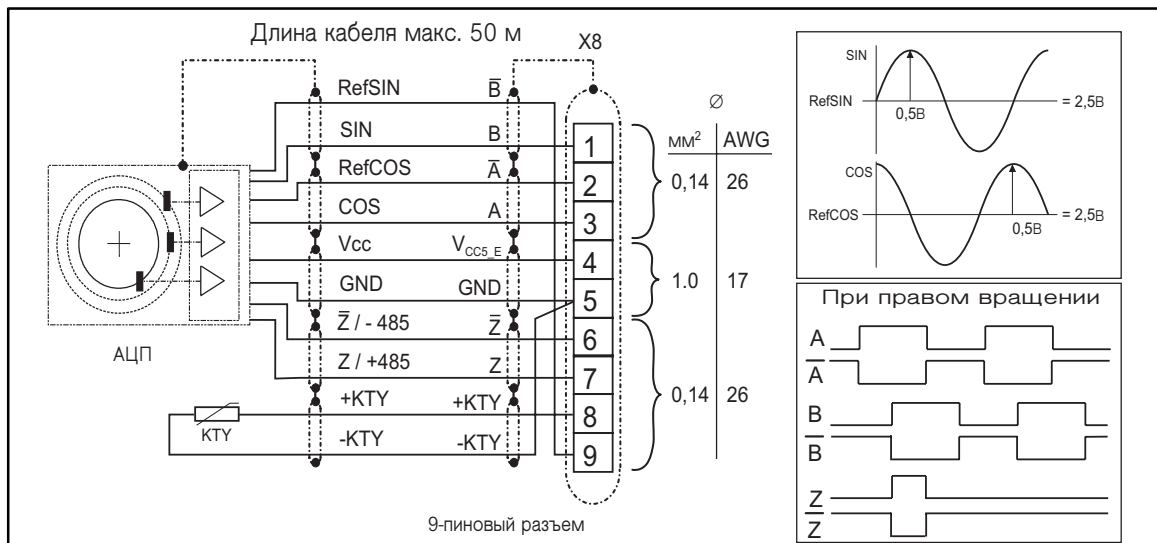 Длина кабеля макс. 50 м
X8
RefSIN B̅
SIN B
RefCOS A̅
COS A
Vcc V_CC5_E
GND GND
Z̅ / - 485 Z̅
Z / +485 Z
+KTY +KTY
-KTY -KTY
АЦП
KTY
1
2
3
4
5
6
7
8
9
9-пиновый разъем
Ø
мм² AWG
0,14 26
1.0 17
0,14 26
SIN
RefSIN
0,5В
= 2,5В
COS
RefCOS
0,5В
= 2,5В
При правом вращении
A
A̅
B
B̅
Z
Z̅